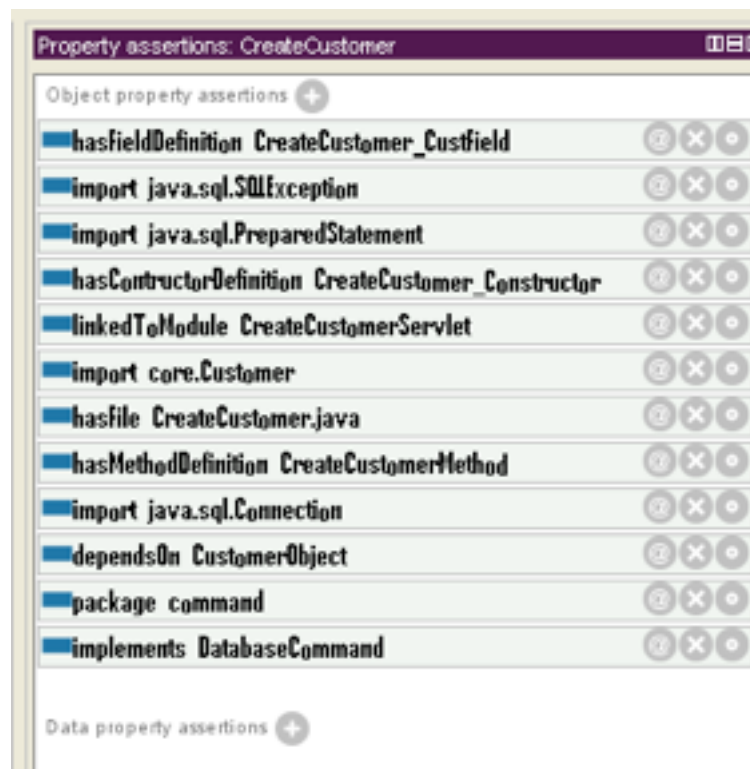 Property assertions: CreateCustomer
Object property assertions
hasFieldDefinition CreateCustomer_CustField
import java.sql.SQLException
import java.sql.PreparedStatement
hasContructorDefinition CreateCustomer_Constructor
linkedToModule CreateCustomerServlet
import core.Customer
hasFile CreateCustomer.java
hasMethodDefinition CreateCustomerMethod
import java.sql.Connection
dependsOn CustomerObject
package command
implements DatabaseCommand
Data property assertions